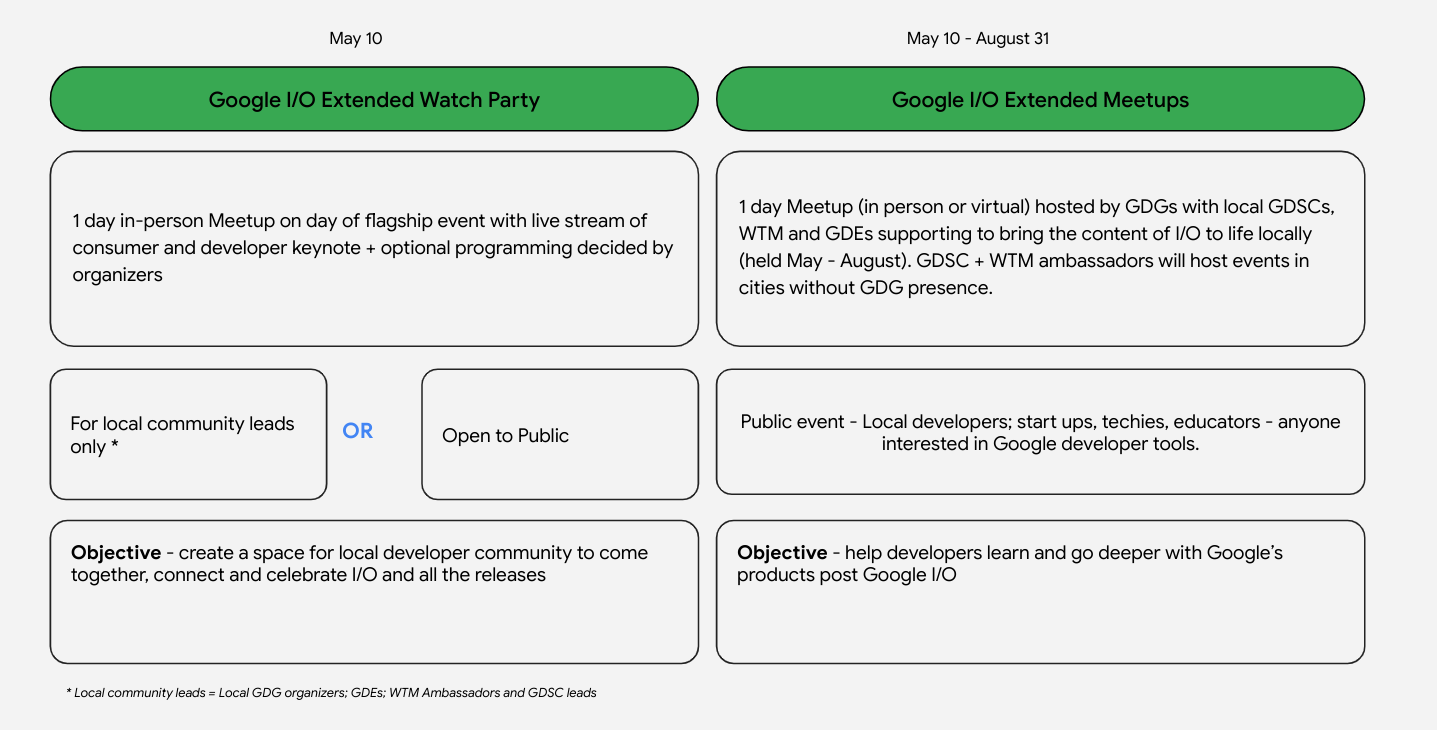 May 10
Google I/O Extended Watch Party
1 day in-person Meetup on day of flagship event with live stream of
consumer and developer keynote + optional programming decided by
organizers
For local community leads
only *
OR
Open to Public
Objective - create a space for local developer community to come
together, connect and celebrate I/O and all the releases
* Local community leads = Local GDG organizers; GDEs; WTM Ambassadors and GDSC leads
May 10 - August 31
Google I/O Extended Meetups
1 day Meetup (in person or virtual) hosted by GDGs with local GDSCs,
WTM and GDEs supporting to bring the content of I/O to life locally
(held May - August). GDSC + WTM ambassadors will host events in
cities without GDG presence.
Public event - Local developers; start ups, techies, educators - anyone
interested in Google developer tools.
Objective - help developers learn and go deeper with Google’s
products post Google I/O